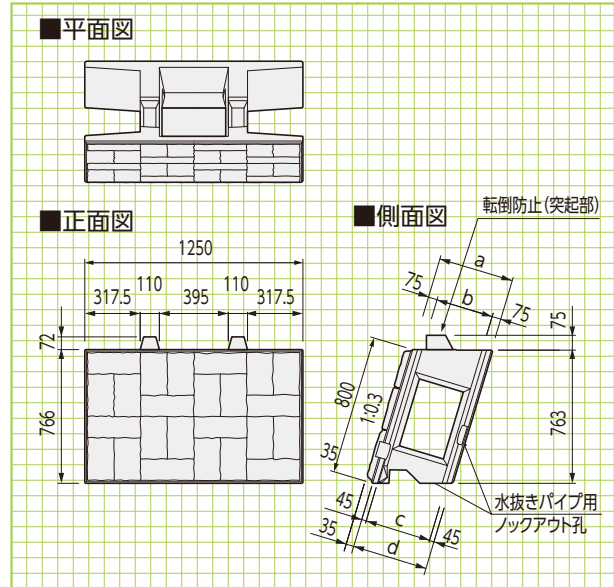 ■平面図
■正面図
1250
317.5 110 395 110 317.5
72
766
■側面図
転倒防止(突起部)
a
75 b 75
75
800
1:0.3
763
35
45 c 45
35 d
水抜きパイプ用
ノックアウト孔